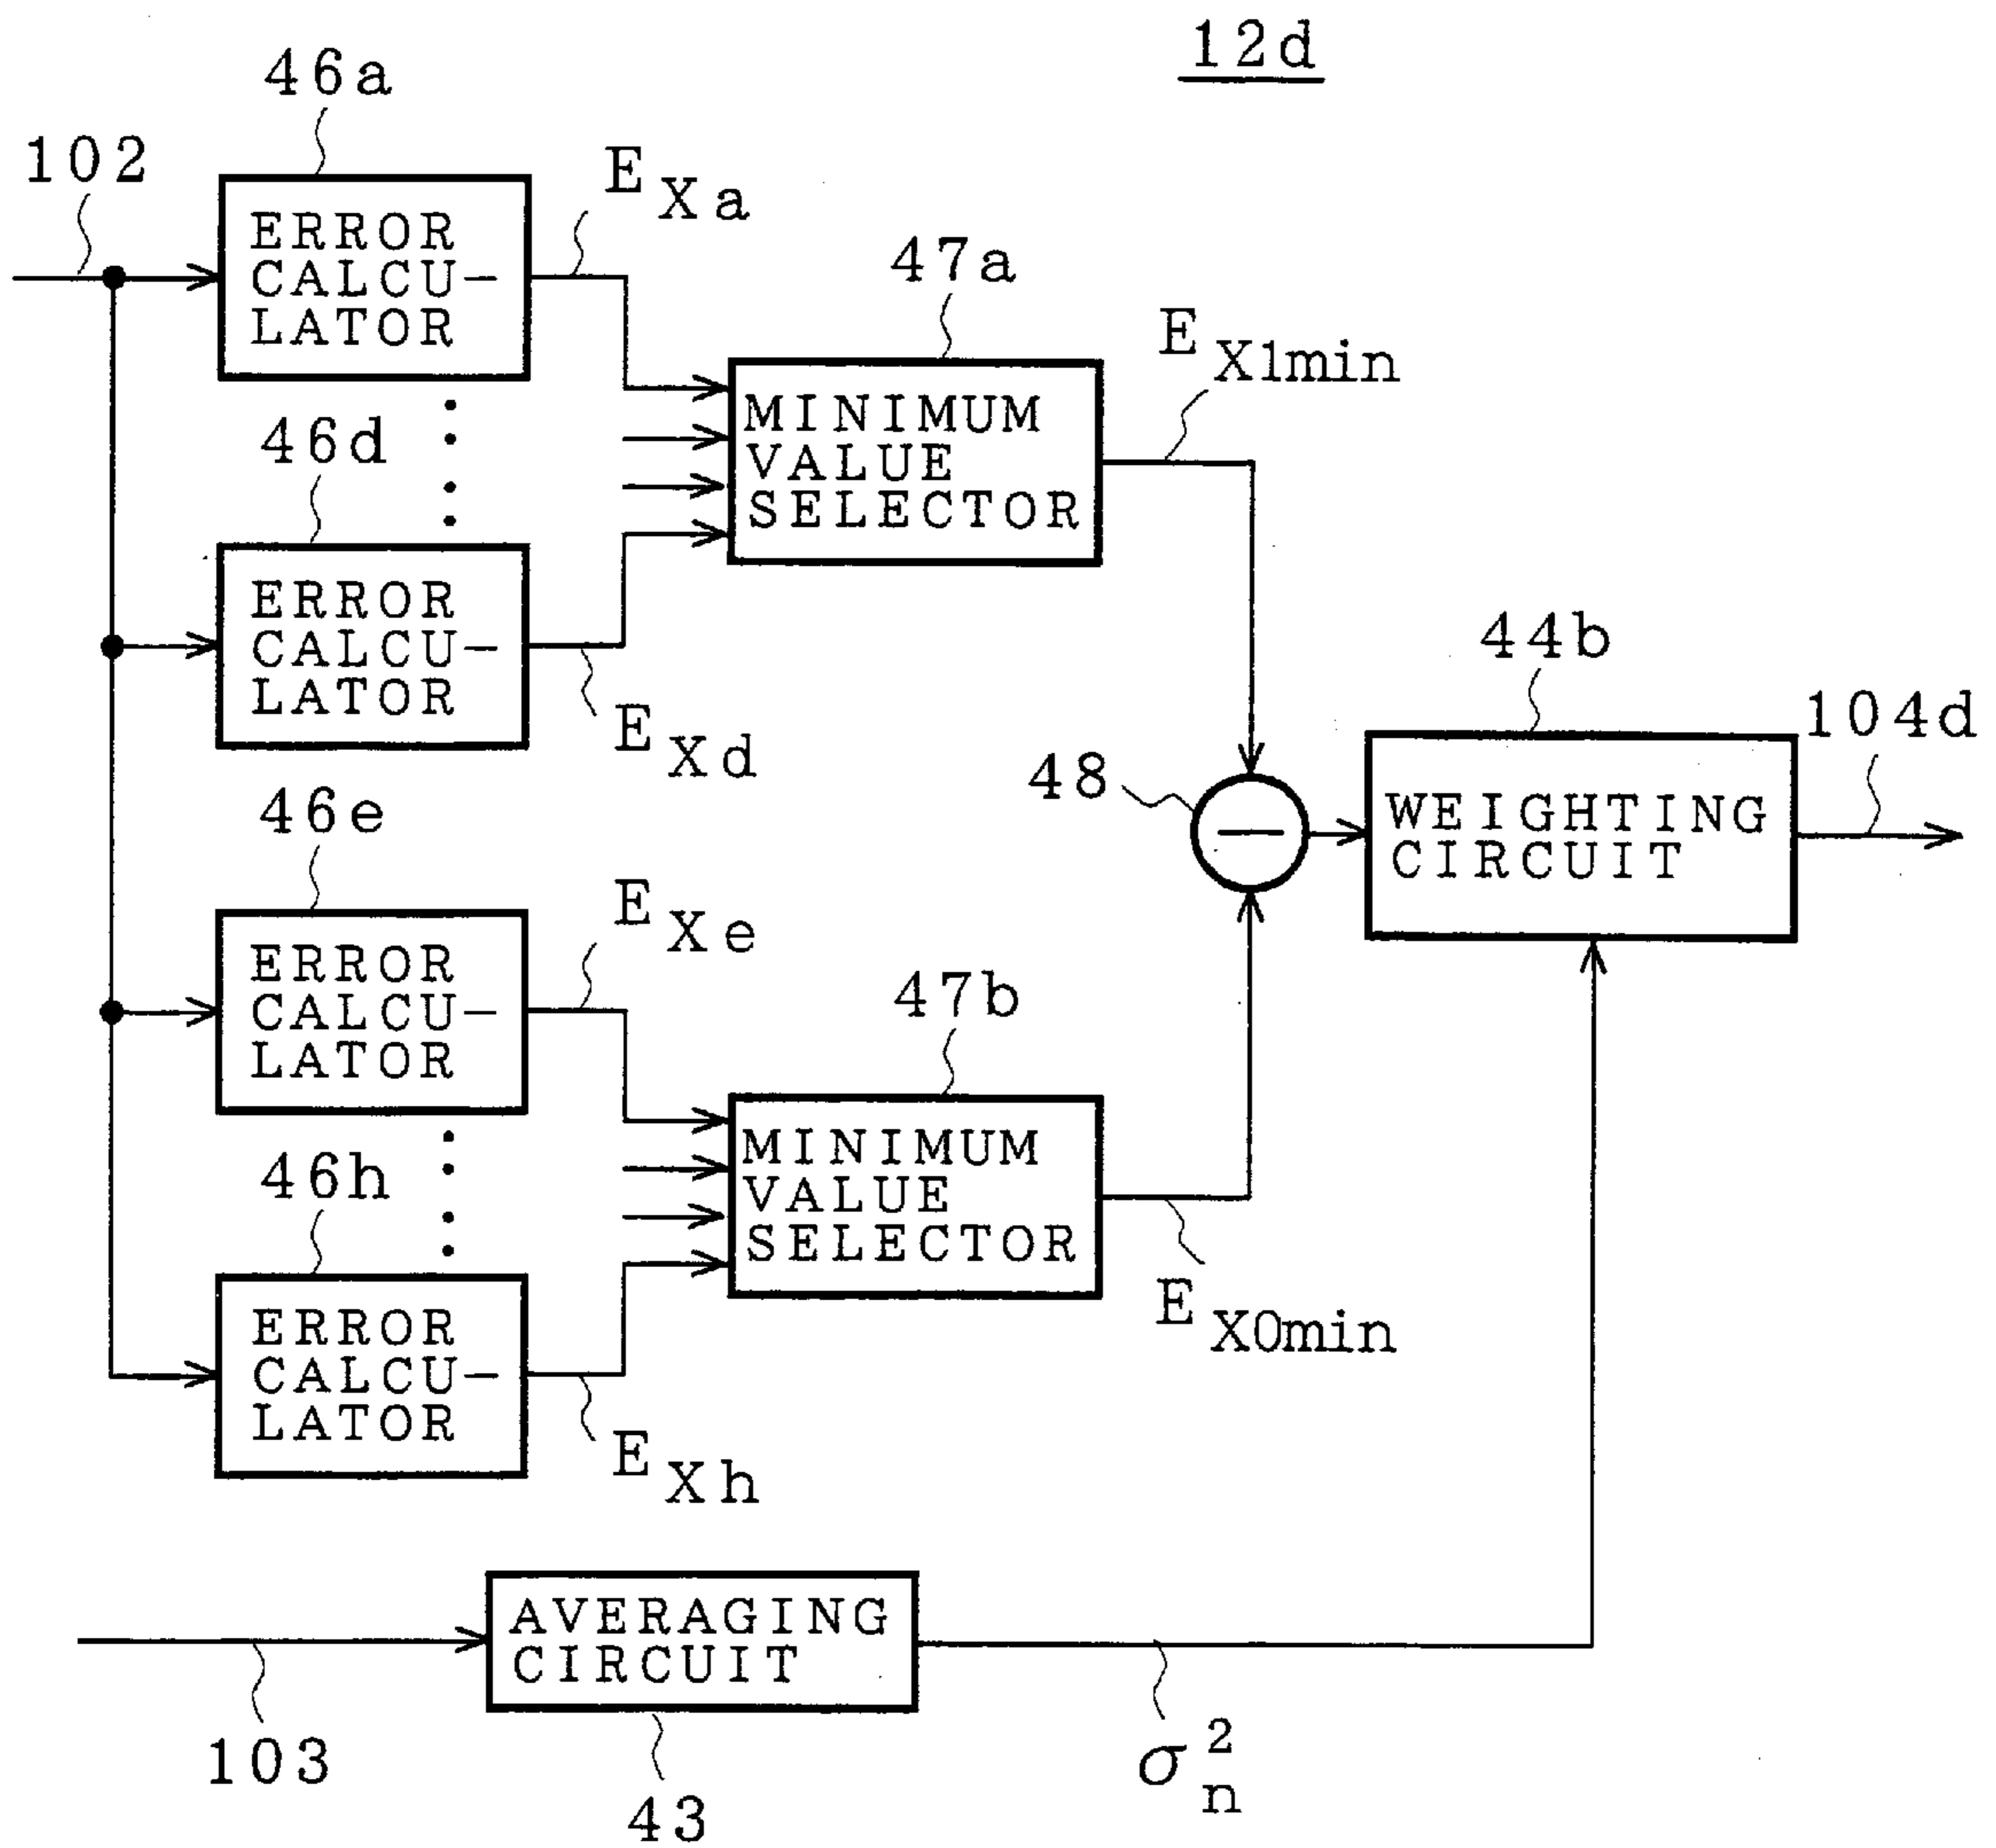 12d
46a
102
E Xa
ERROR
CALCU-
LATOR
47a
E X1min
MINIMUM
VALUE
SELECTOR
46d
ERROR
CALCU-
LATOR
E Xd
44b
104d
48
WEIGHTING
CIRCUIT
46e
E Xe
ERROR
CALCU-
LATOR
47b
MINIMUM
VALUE
SELECTOR
46h
E X0min
ERROR
CALCU-
LATOR
E Xh
AVERAGING
CIRCUIT
103
σ²n
43